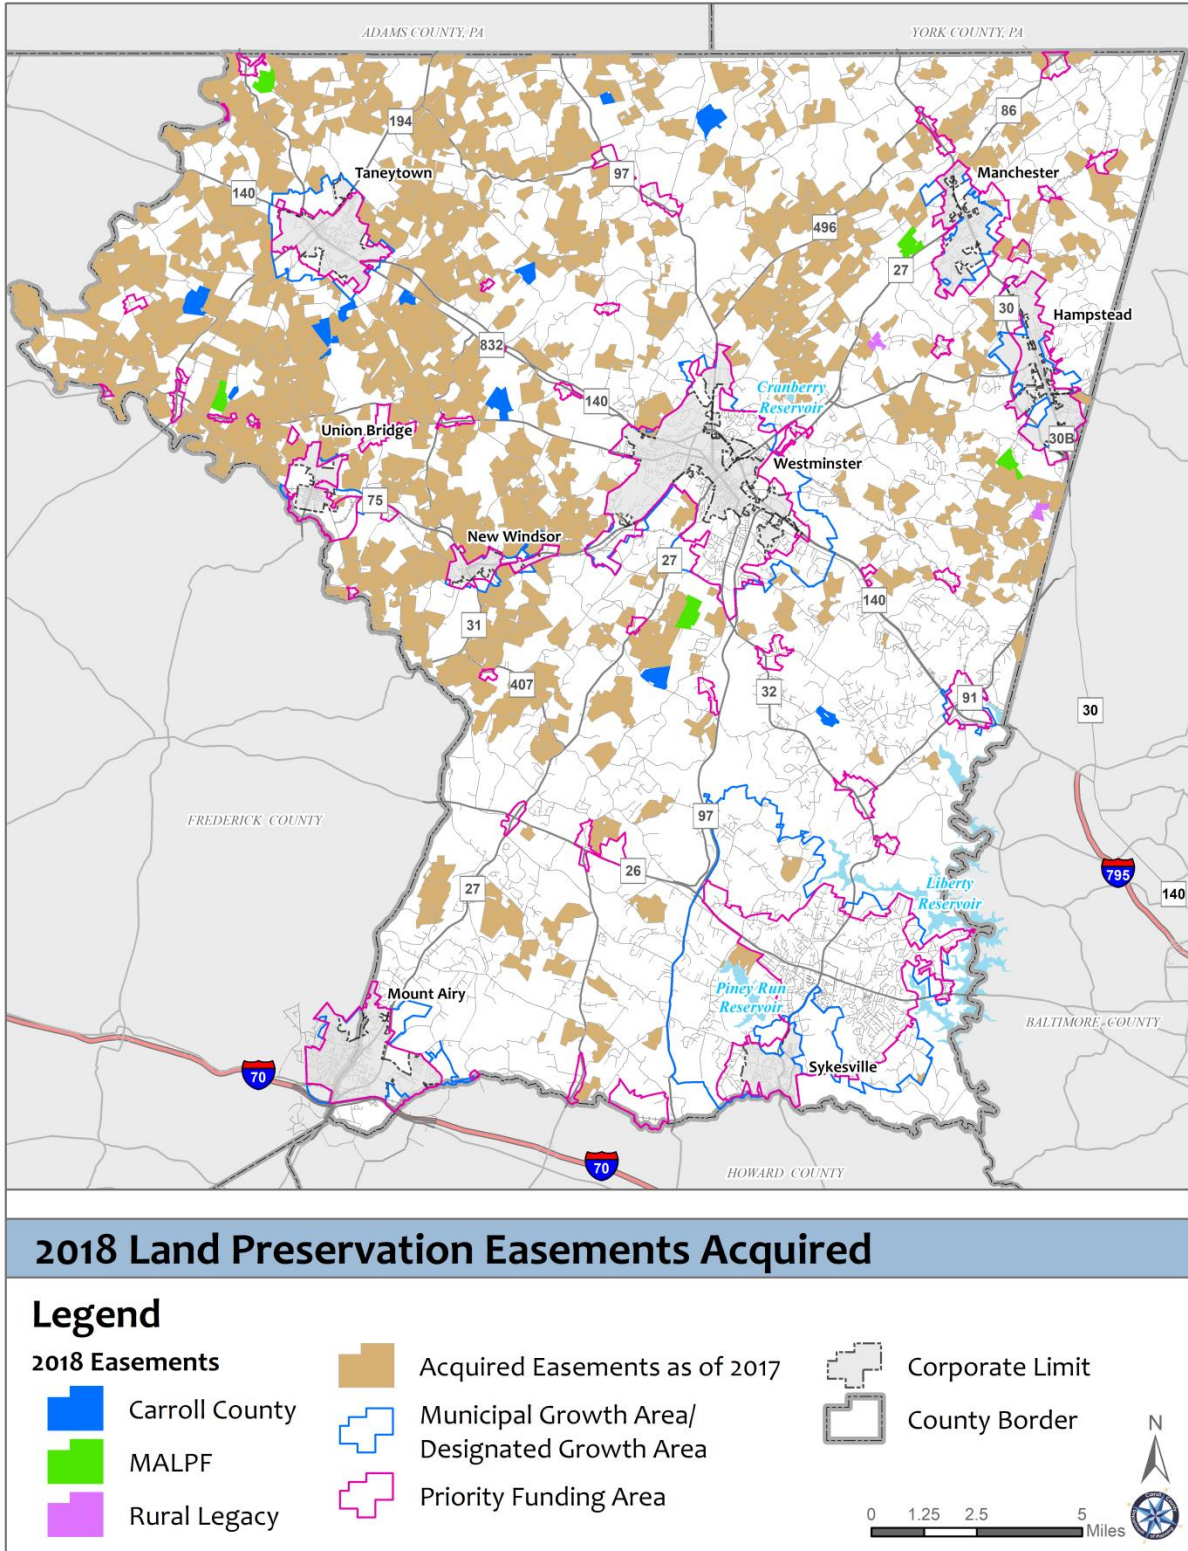 ADAMS COUNTY, PA
YORK COUNTY, PA
194
86
Taneytown
97
Manchester
140
496
27
30
Hampstead
832
Cranberry
Reservoir
140
Union Bridge
30B
Westminster
75
New Windsor
27
140
31
407
32
91
30
97
FREDERICK COUNTY
26
795
27
Liberty
Reservoir
140
Mount Airy
Piney Run
Reservoir
BALTIMORE COUNTY
Sykesville
70
70
HOWARD COUNTY
2018 Land Preservation Easements Acquired
Legend
2018 Easements
Carroll County
MALPF
Rural Legacy
Acquired Easements as of 2017
Municipal Growth Area/
Designated Growth Area
Priority Funding Area
Corporate Limit
County Border
N
0 1.25 2.5 5
Miles